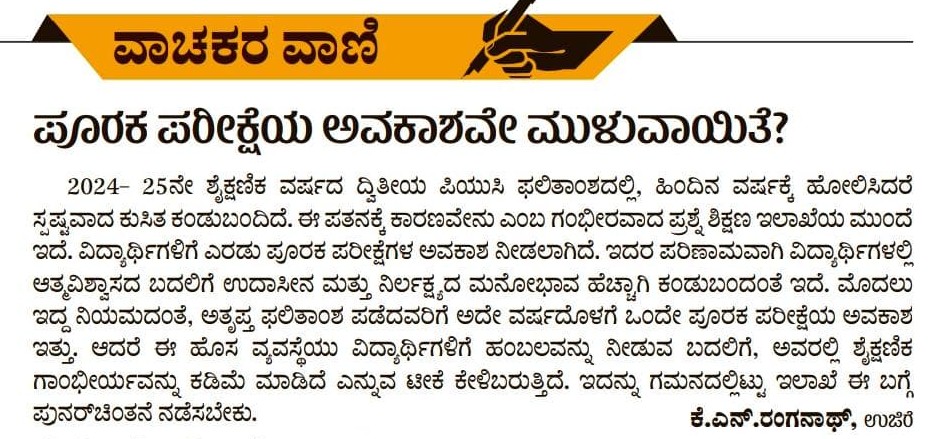 ವಾಚಕರ ವಾಣಿ
ಪೂರಕ ಪರೀಕ್ಷೆಯ ಅವಕಾಶವೇ ಮುಳುವಾಯಿತೆ?
2024– 25ನೇ ಶೈಕ್ಷಣಿಕ ವರ್ಷದ ದ್ವಿತೀಯ ಪಿಯುಸಿ ಫಲಿತಾಂಶದಲ್ಲಿ, ಹಿಂದಿನ ವರ್ಷಕ್ಕೆ ಹೋಲಿಸಿದರೆ
ಸ್ಪಷ್ಟವಾದ ಕುಸಿತ ಕಂಡುಬಂದಿದೆ. ಈ ಪತನಕ್ಕೆ ಕಾರಣವೇನು ಎಂಬ ಗಂಭೀರವಾದ ಪ್ರಶ್ನೆ ಶಿಕ್ಷಣ ಇಲಾಖೆಯ ಮುಂದೆ
ಇದೆ. ವಿದ್ಯಾರ್ಥಿಗಳಿಗೆ ಎರಡು ಪೂರಕ ಪರೀಕ್ಷೆಗಳ ಅವಕಾಶ ನೀಡಲಾಗಿದೆ. ಇದರ ಪರಿಣಾಮವಾಗಿ ವಿದ್ಯಾರ್ಥಿಗಳಲ್ಲಿ
ಆತ್ಮವಿಶ್ವಾಸದ ಬದಲಿಗೆ ಉದಾಸೀನ ಮತ್ತು ನಿರ್ಲಕ್ಷ್ಯದ ಮನೋಭಾವ ಹೆಚ್ಚಾಗಿ ಕಂಡುಬಂದಂತೆ ಇದೆ. ಮೊದಲು
ಇದ್ದ ನಿಯಮದಂತೆ, ಅತೃಪ್ತ ಫಲಿತಾಂಶ ಪಡೆದವರಿಗೆ ಅದೇ ವರ್ಷದೊಳಗೆ ಒಂದೇ ಪೂರಕ ಪರೀಕ್ಷೆಯ ಅವಕಾಶ
ಇತ್ತು. ಆದರೆ ಈ ಹೊಸ ವ್ಯವಸ್ಥೆಯು ವಿದ್ಯಾರ್ಥಿಗಳಿಗೆ ಹಂಬಲವನ್ನು ನೀಡುವ ಬದಲಿಗೆ, ಅವರಲ್ಲಿ ಶೈಕ್ಷಣಿಕ
ಗಾಂಭೀರ್ಯವನ್ನು ಕಡಿಮೆ ಮಾಡಿದೆ ಎನ್ನುವ ಟೀಕೆ ಕೇಳಿಬರುತ್ತಿದೆ. ಇದನ್ನು ಗಮನದಲ್ಲಿಟ್ಟು ಇಲಾಖೆ ಈ ಬಗ್ಗೆ
ಪುನರ್‌ಚಿಂತನೆ ನಡೆಸಬೇಕು. ಕೆ.ಎನ್.ರಂಗನಾಥ್, ಉಜಿರೆ